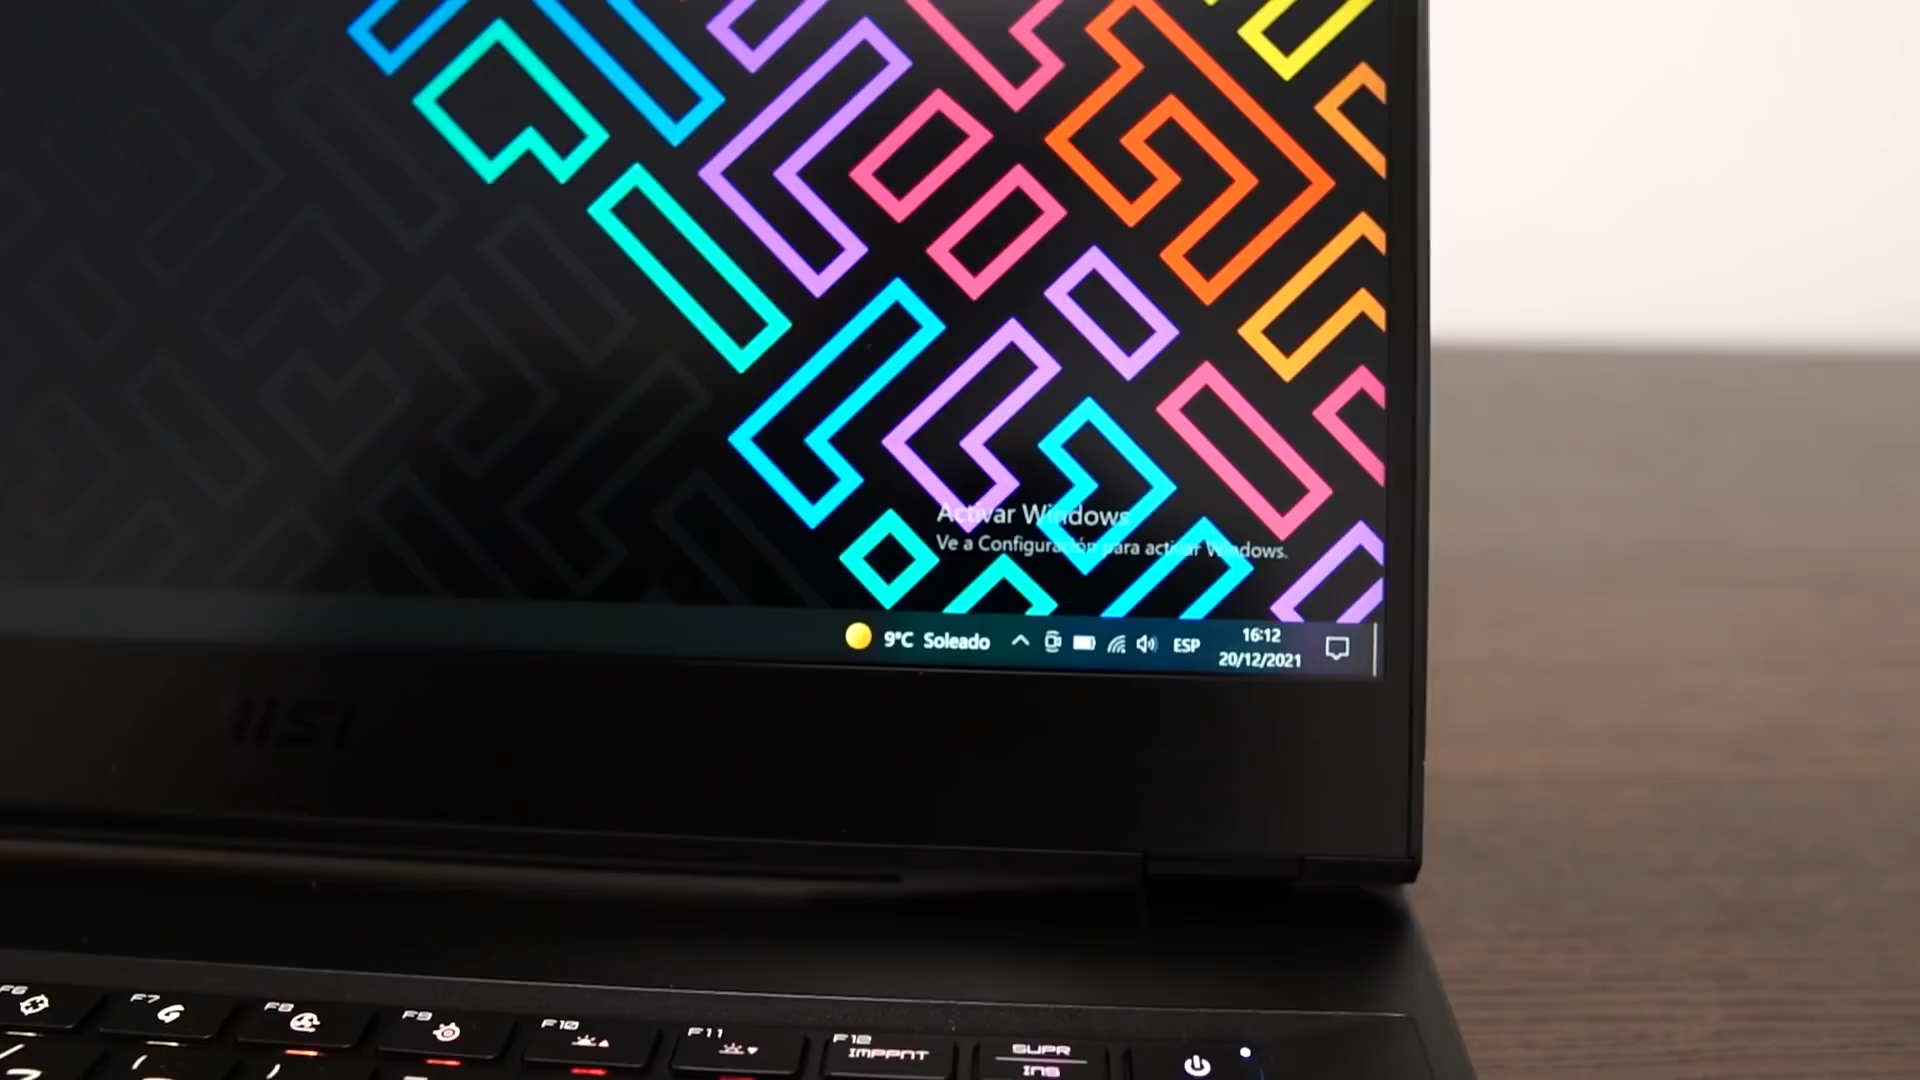 Activar Windows
Ve a Configuración para activar Windows.
9°C Soleado
ESP
16:12
20/12/2021
msi
F6
F7
F8
F9
F10
F11
F12
IMPPNT
SUPR
INS